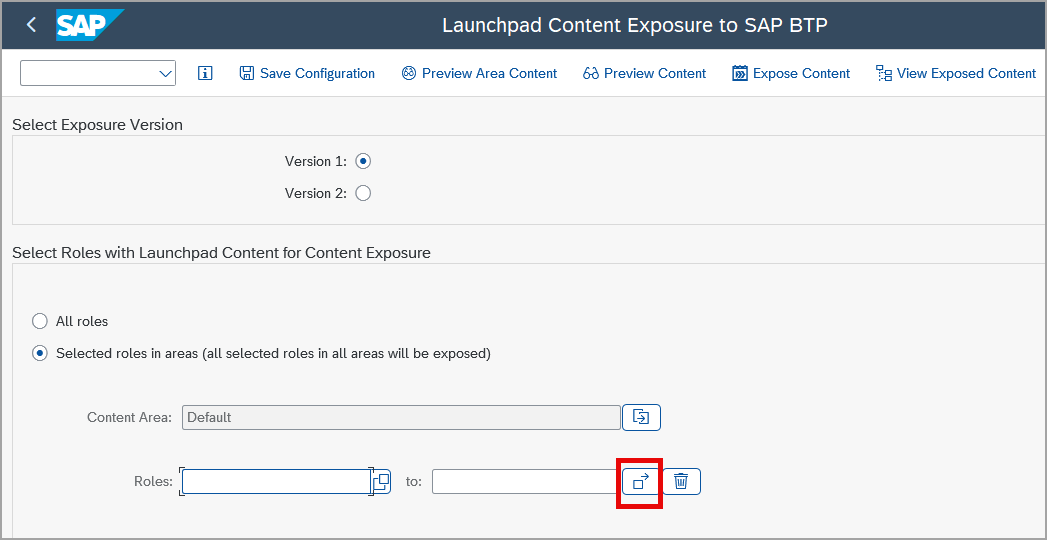 SAP Launchpad Content Exposure to SAP BTP
Save Configuration Preview Area Content Preview Content Expose Content View Exposed Content
Select Exposure Version
Version 1:
Version 2:
Select Roles with Launchpad Content for Content Exposure
All roles
Selected roles in areas (all selected roles in all areas will be exposed)
Content Area: Default
Roles: to: